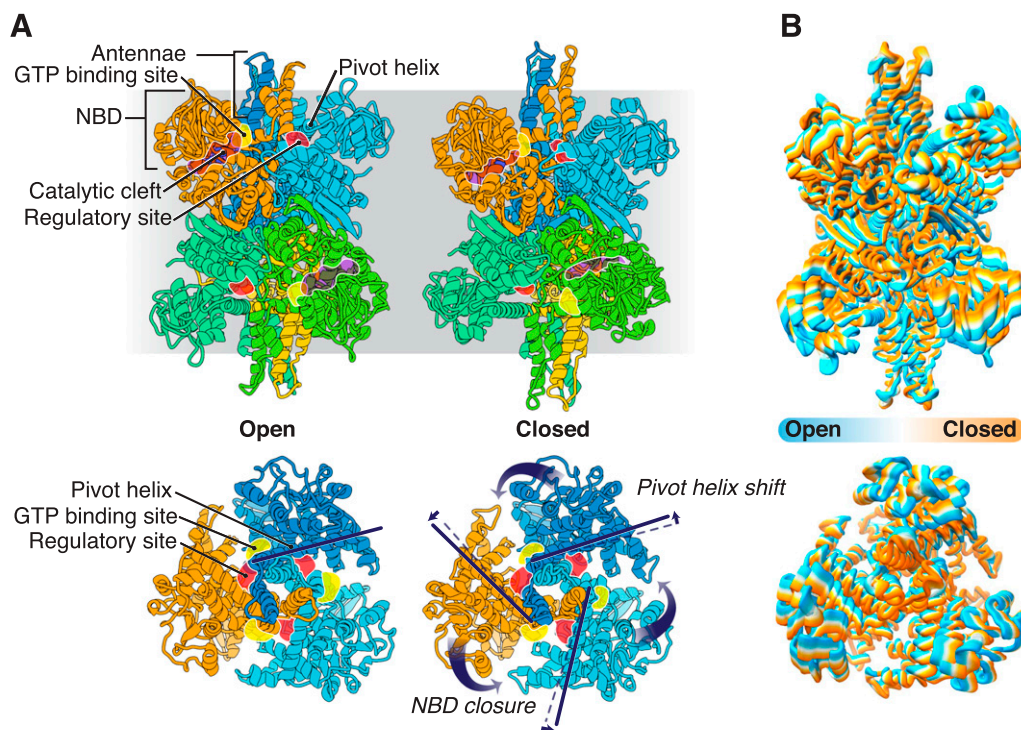 A
B
Antennae
GTP binding site
Pivot helix
NBD
Catalytic cleft
Regulatory site
Open
Closed
Open
Closed
Pivot helix
GTP binding site
Regulatory site
Pivot helix shift
NBD closure